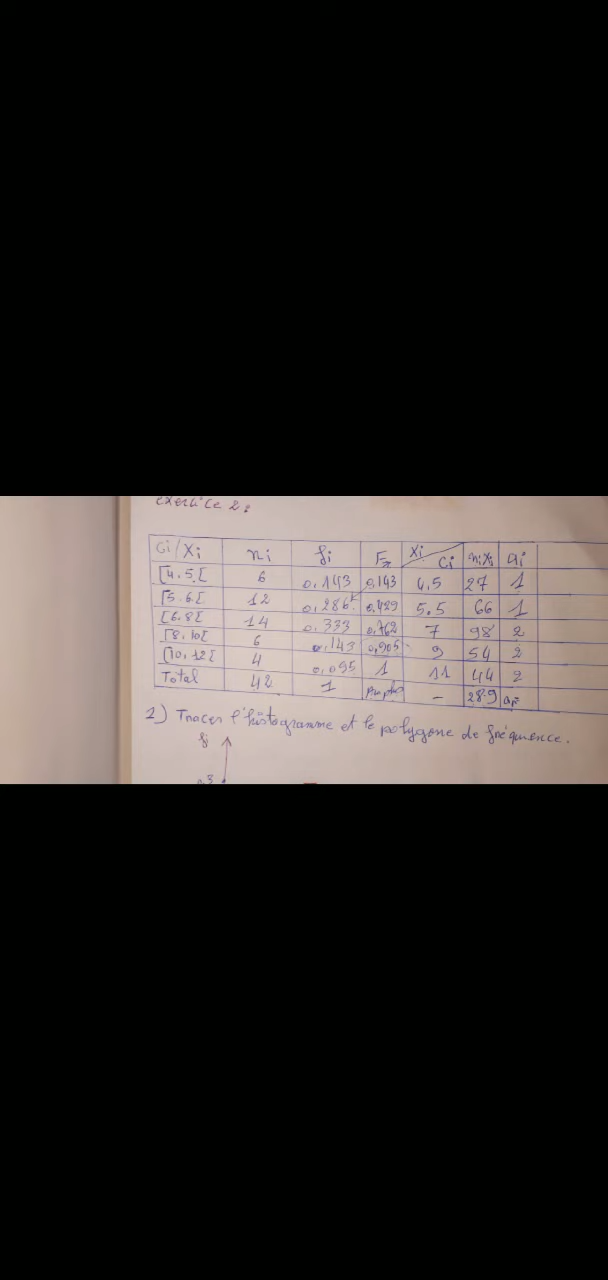 exercice 2:
Ci/Xi ni fi F Xi Ci niXi ai
[4.5[ 6 0,143 0,143 4,5 27 1
[5.6[ 12 0,286 0,429 5.5 66 1
[6.8[ 14 0.333 0,762 7 98 2
[8,10[ 6 0,143 0,905 9 54 2
[10,12[ 4 0,095 1 11 44 2
Total 42 1 - 289
2) Tracer l'histogramme et le polygone de fréquence.
fi
0.3